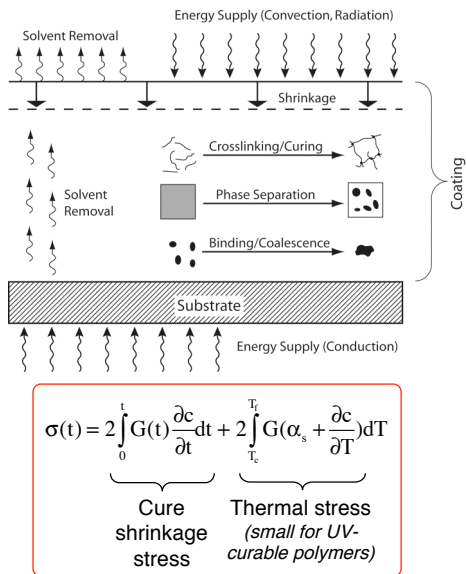 Energy Supply (Convection, Radiation)
Solvent Removal
Shrinkage
Crosslinking/Curing
Solvent
Removal
Phase Separation
Binding/Coalescence
Coating
Substrate
Energy Supply (Conduction)
σ(t) = 2∫₀ᵗ G(t) ∂c/∂t dt + 2∫_{T_c}^{T_f} G(α_s + ∂c/∂T)dT
Cure
shrinkage
stress
Thermal stress
(small for UV-
curable polymers)